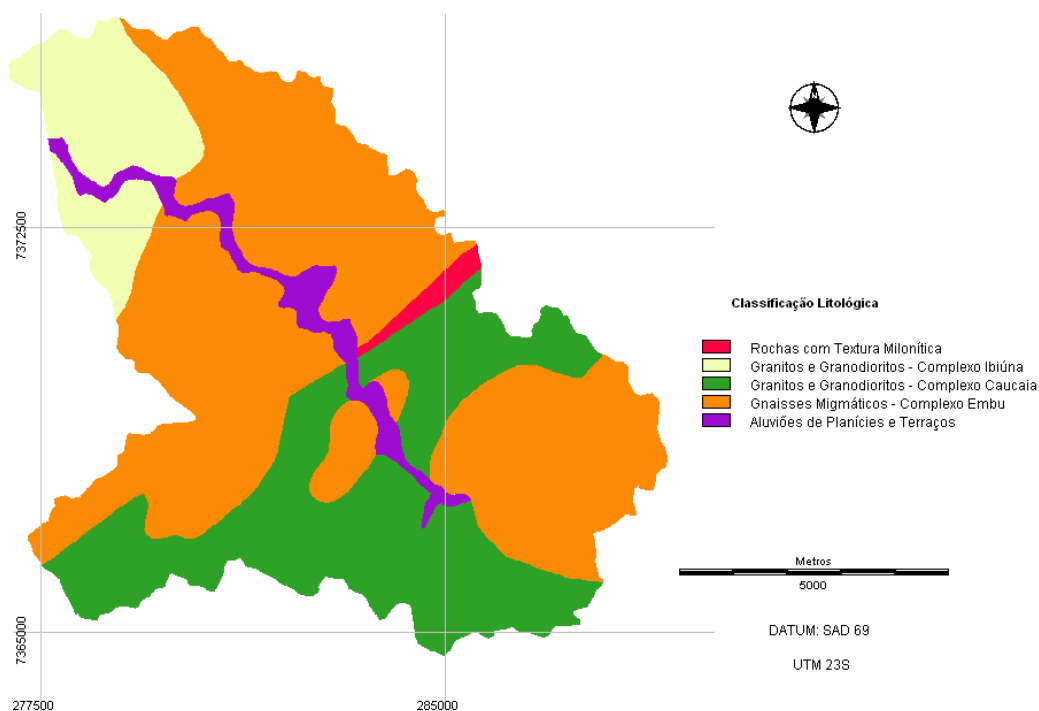 7372500
Classificação Litológica
Rochas com Textura Milonítica
Granitos e Granodioritos - Complexo Ibiúna
Granitos e Granodioritos - Complexo Caucaia
Gnaisses Migmáticos - Complexo Embu
Aluviões de Planícies e Terraços
Metros
5000
7365000
DATUM: SAD 69
UTM 23S
277500
285000